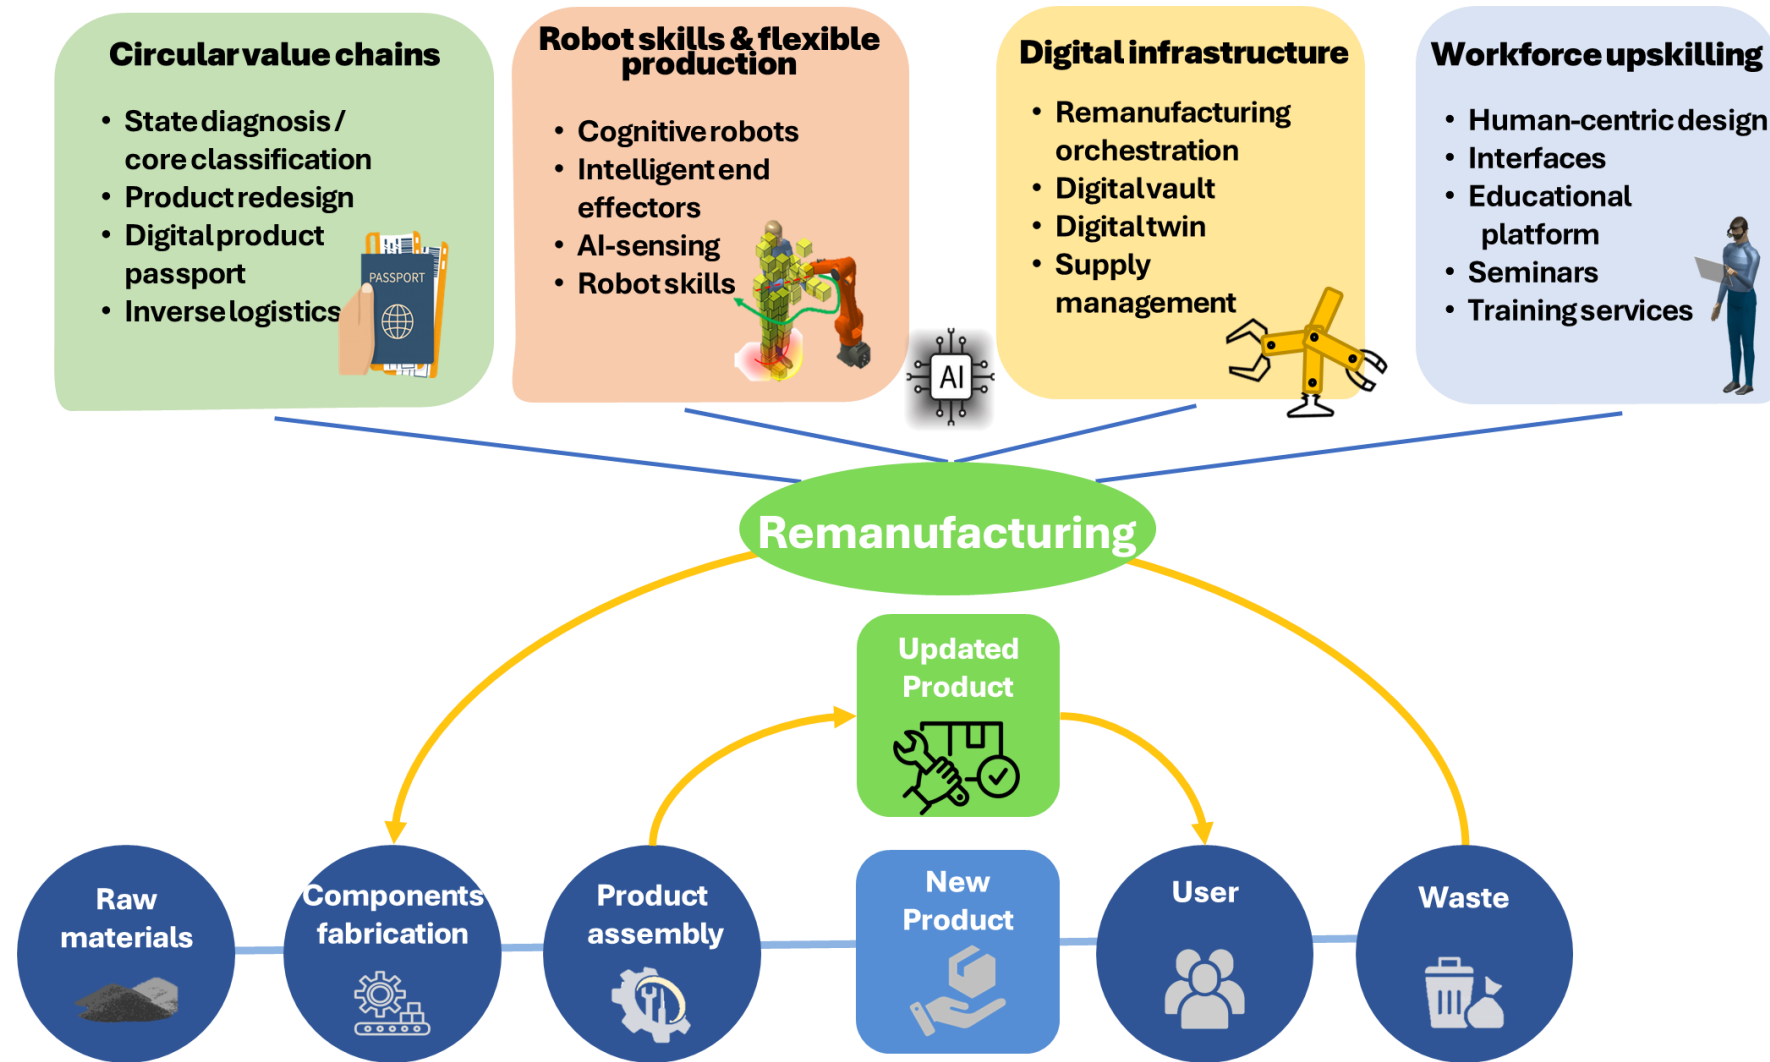 Circular value chains
• State diagnosis /
core classification
• Product redesign
• Digital product
passport
• Inverse logistics
PASSPORT
Robot skills & flexible
production
• Cognitive robots
• Intelligent end
effectors
• AI-sensing
• Robot skills
AI
Digital infrastructure
• Remanufacturing
orchestration
• Digital vault
• Digital twin
• Supply
management
Workforce upskilling
• Human-centric design
• Interfaces
• Educational
platform
• Seminars
• Training services
Remanufacturing
Updated
Product
Raw
materials
Components
fabrication
Product
assembly
New
Product
User
Waste